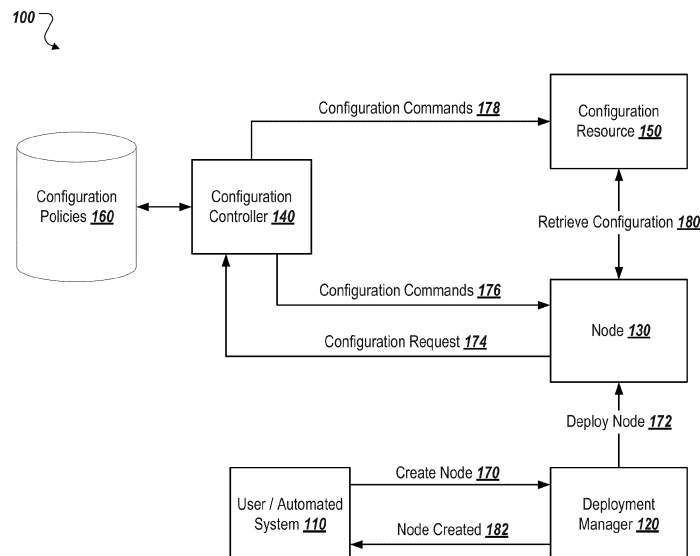 100
Configuration Commands 178
Configuration
Resource 150
Configuration
Policies 160
Configuration
Controller 140
Retrieve Configuration 180
Configuration Commands 176
Configuration Request 174
Node 130
Deploy Node 172
Create Node 170
User / Automated
System 110
Deployment
Manager 120
Node Created 182